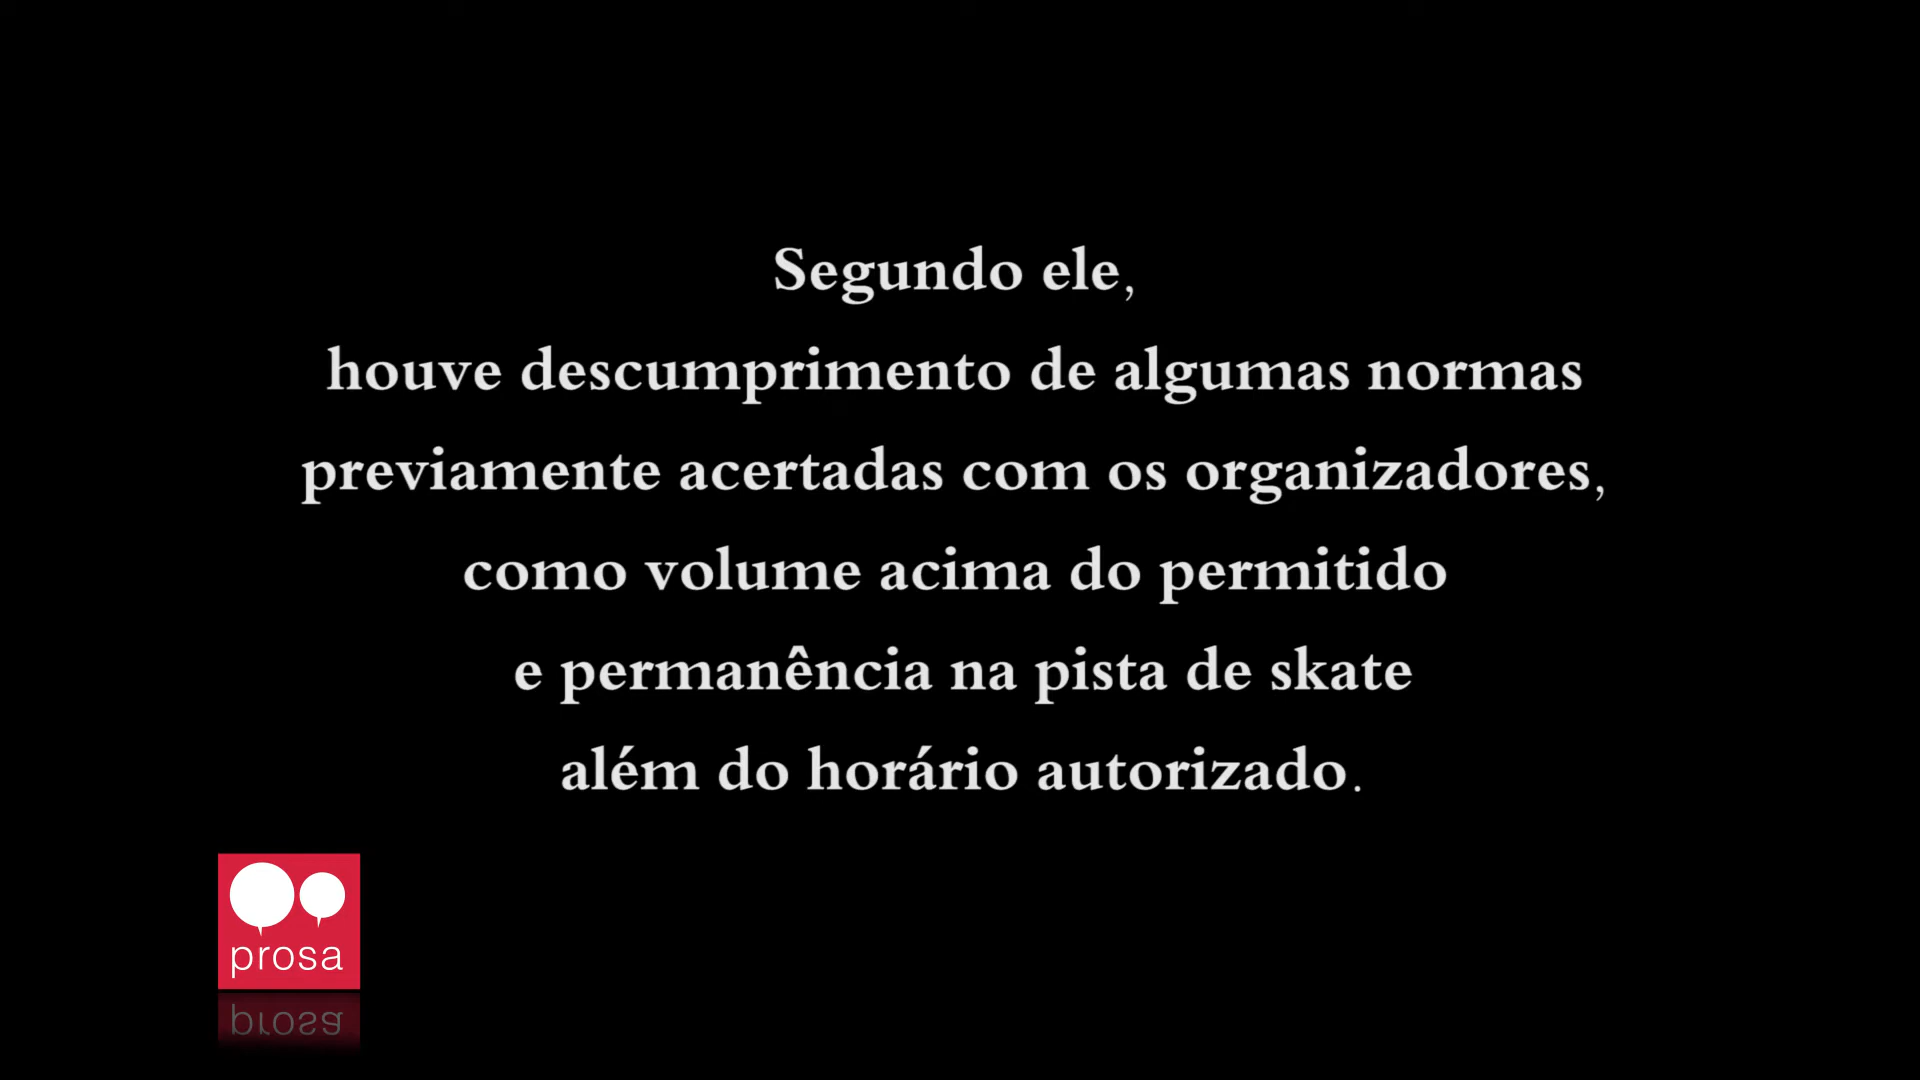 Segundo ele,
houve descumprimento de algumas normas
previamente acertadas com os organizadores,
como volume acima do permitido
e permanência na pista de skate
além do horário autorizado.
prosa